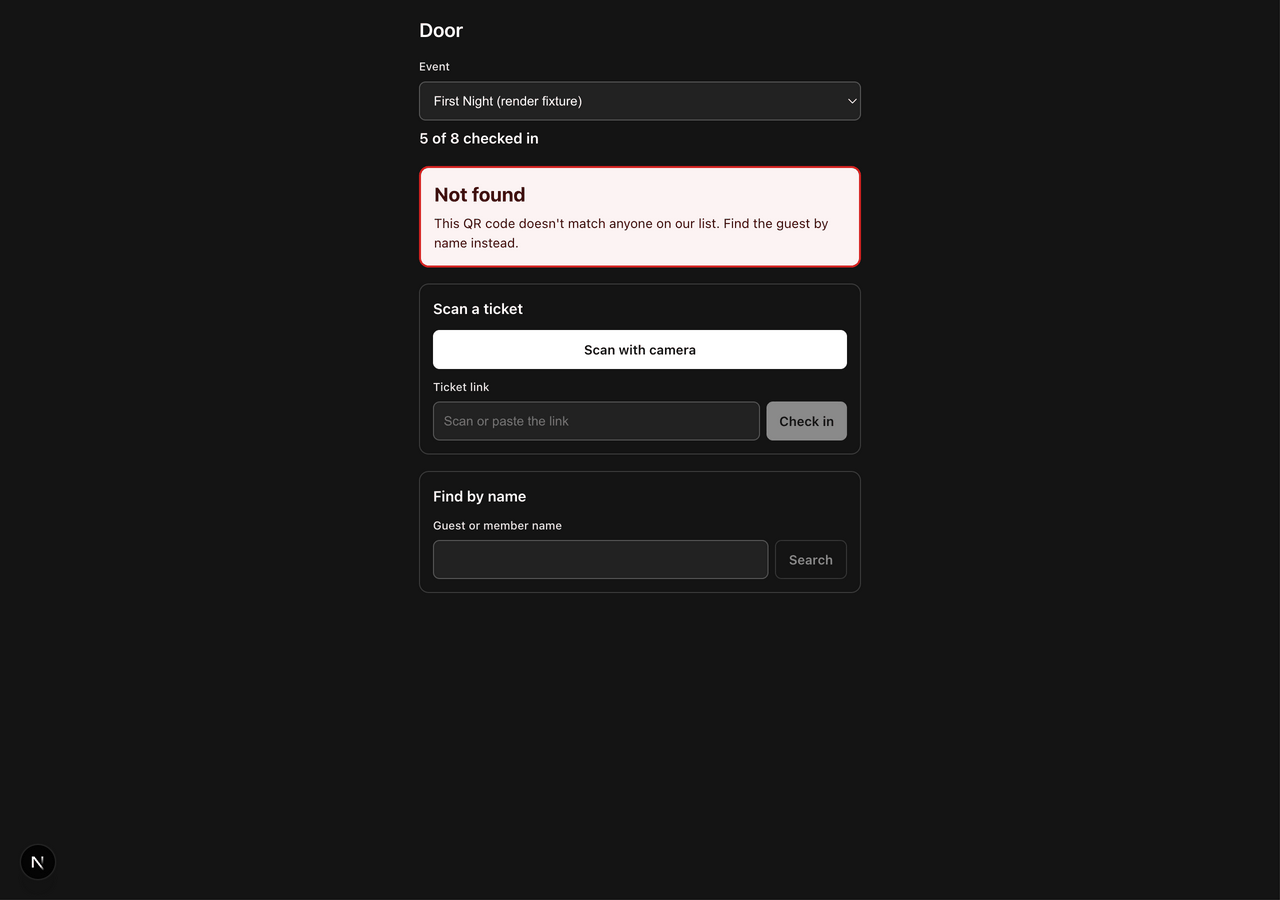 Door
Event
First Night (render fixture)
5 of 8 checked in
Not found
This QR code doesn't match anyone on our list. Find the guest by
name instead.
Scan a ticket
Scan with camera
Ticket link
Scan or paste the link
Check in
Find by name
Guest or member name
Search
N